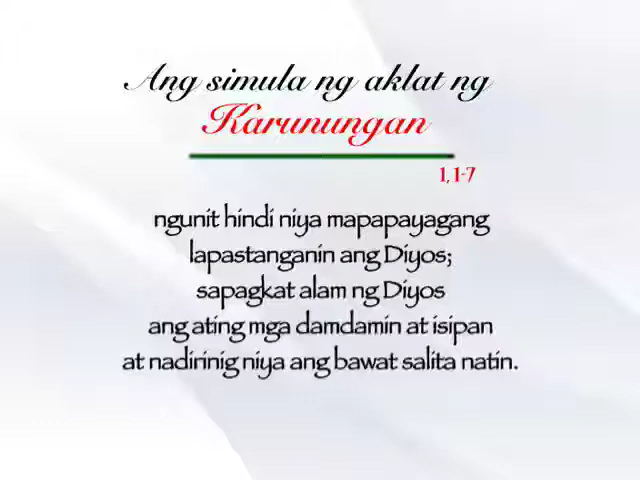 Ang simula ng aklat ng
Karunungan
1, 1-7
ngunit hindi niya mapapayagang
lapastanganin ang Diyos;
sapagkat alam ng Diyos
ang ating mga damdamin at isipan
at nadirinig niya ang bawat salita natin.